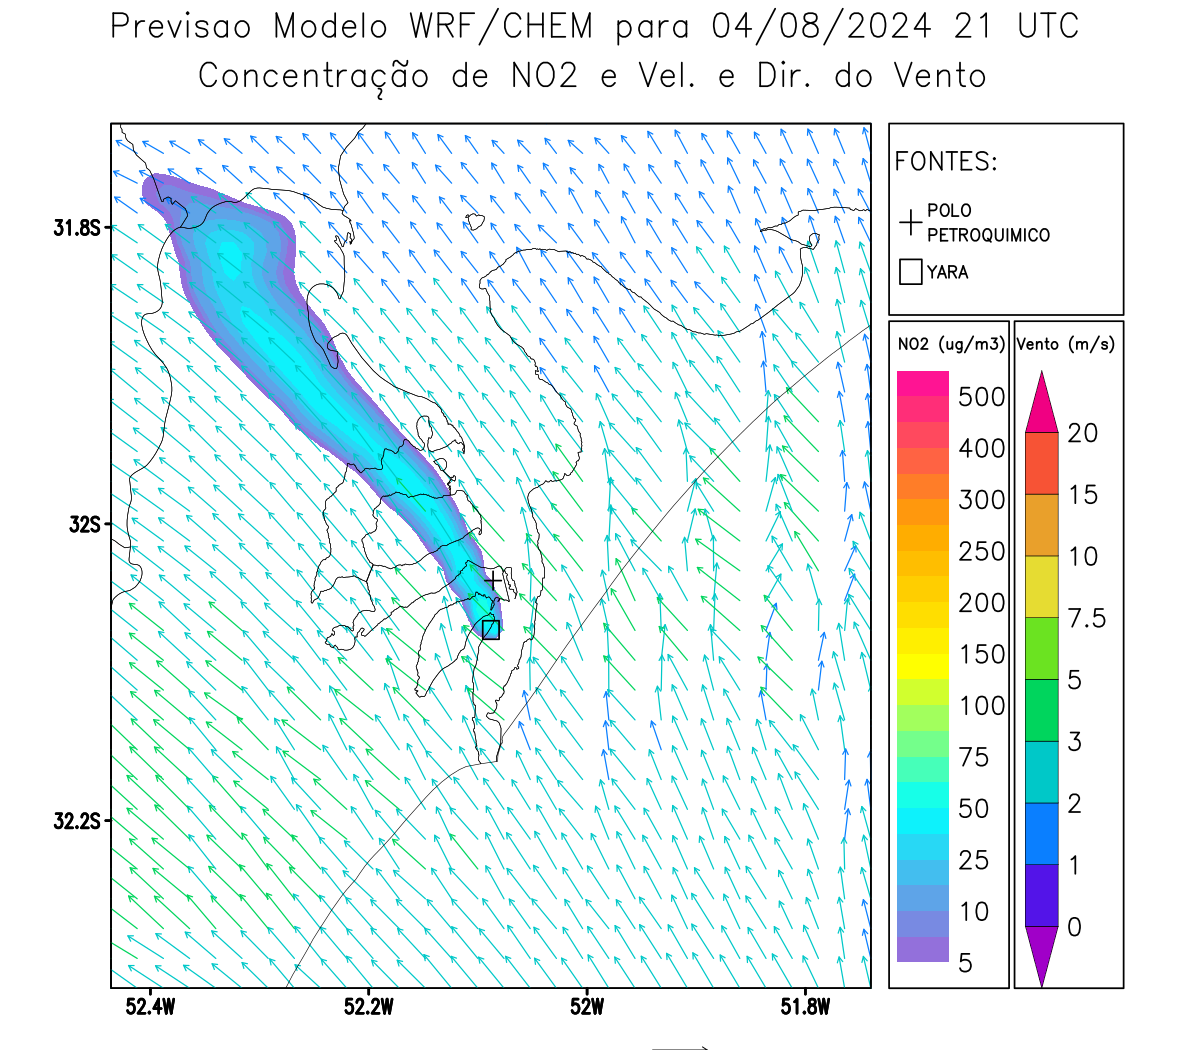 Previsao Modelo WRF/CHEM para 04/08/2024 21 UTC
Concentração de NO2 e Vel. e Dir. do Vento
FONTES:
POLO
PETROQUIMICO
YARA
NO2 (ug/m3)
500
400
300
250
200
150
100
75
50
25
10
5
Vento (m/s)
20
15
10
7.5
5
3
2
1
0
31.8S
32S
32.2S
52.4W
52.2W
52W
51.8W